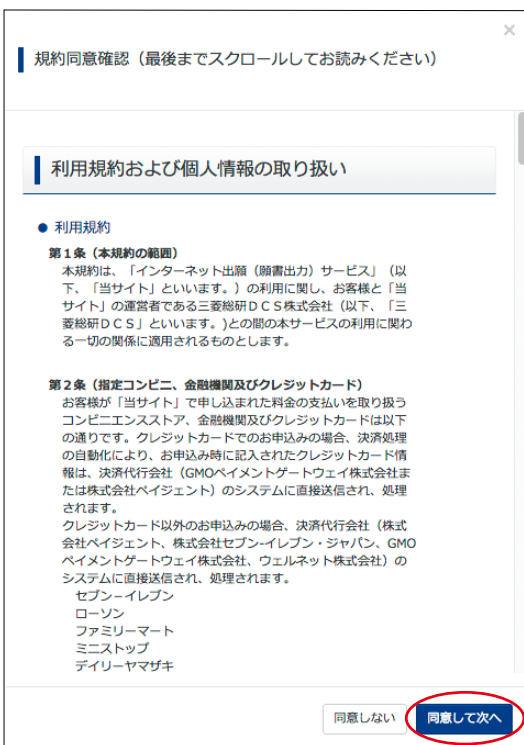 ×
規約同意確認（最後までスクロールしてお読みください）
利用規約および個人情報の取り扱い
● 利用規約
第１条（本規約の範囲）
本規約は、「インターネット出願（願書出力）サービス」（以
下、「当サイト」といいます。）の利用に関し、お客様と「当
サイト」の運営者である三菱総研ＤＣＳ株式会社（以下、「三
菱総研ＤＣＳ」といいます。)との間の本サービスの利用に関わ
る一切の関係に適用されるものとします。
第２条（指定コンビニ、金融機関及びクレジットカード）
お客様が「当サイト」で申し込まれた料金の支払いを取り扱う
コンビニエンスストア、金融機関及びクレジットカードは以下
の通りです。クレジットカードでのお申込みの場合、決済処理
の自動化により、お申込み時に記入されたクレジットカード情
報は、決済代行会社（GMOペイメントゲートウェイ株式会社ま
たは株式会社ペイジェント）のシステムに直接送信され、処理
されます。
クレジットカード以外のお申込みの場合、決済代行会社（株式
会社ペイジェント、株式会社セブン-イレブン・ジャパン、GMO
ペイメントゲートウェイ株式会社、ウェルネット株式会社）の
システムに直接送信され、処理されます。
セブン－イレブン
ローソン
ファミリーマート
ミニストップ
デイリーヤマザキ
同意しない 同意して次へ